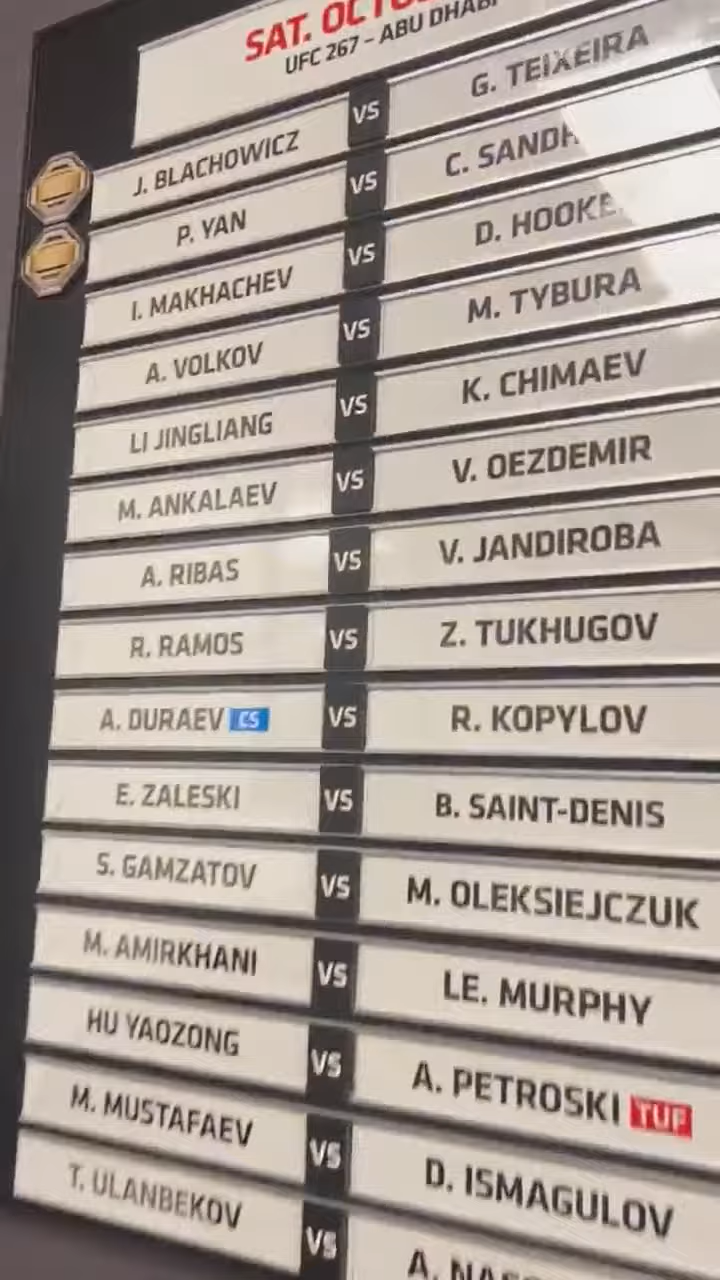 SAT.
UFC 267 – ABU DHABI
J. BLACHOWICZ VS G. TEIXEIRA
P. YAN VS C.
I. MAKHACHEV VS D. HOOKE
A. VOLKOV VS M. TYBURA
LI JINGLIANG VS K. CHIMAEV
M. ANKALAEV VS V. OEZDEMIR
A. RIBAS VS V. JANDIROBA
R. RAMOS VS Z. TUKHUGOV
A. DURAEV CS VS R. KOPYLOV
E. ZALESKI VS B. SAINT-DENIS
S. GAMZATOV VS M. OLEKSIEJCZUK
M. AMIRKHANI VS LE. MURPHY
HU YAOZONG VS A. PETROSKI TUF
M. MUSTAFAEV VS D. ISMAGULOV
T. ULANBEKOV VS A.